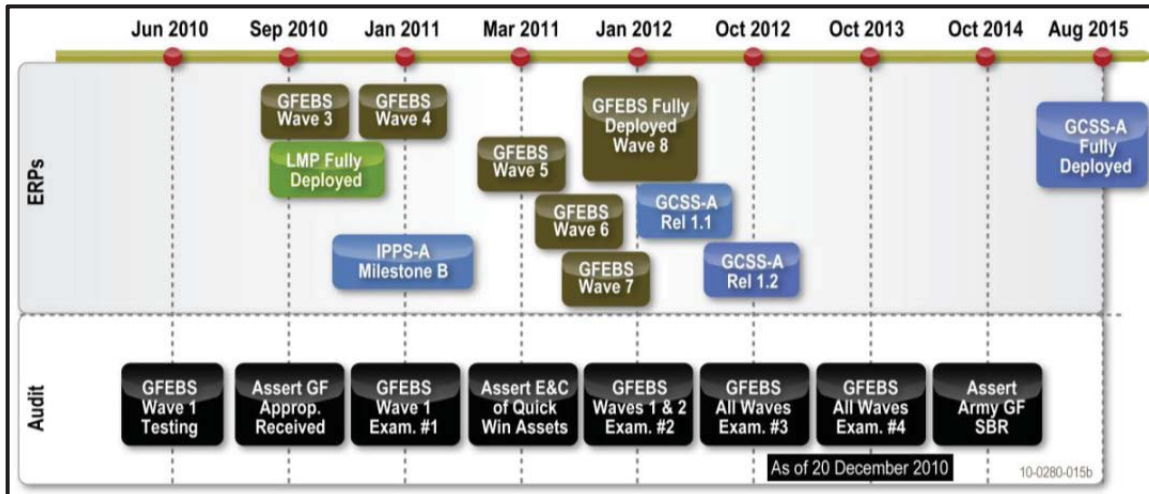 Jun 2010
Sep 2010
Jan 2011
Mar 2011
Jan 2012
Oct 2012
Oct 2013
Oct 2014
Aug 2015
ERPs
GFEBS
Wave 3
GFEBS
Wave 4
LMP Fully
Deployed
IPPS-A
Milestone B
GFEBS
Wave 5
GFEBS
Wave 6
GFEBS
Wave 7
GFEBS Fully
Deployed
Wave 8
GCSS-A
Rel 1.1
GCSS-A
Rel 1.2
GCSS-A
Fully
Deployed
Audit
GFEBS
Wave 1
Testing
Assert GF
Approp.
Received
GFEBS
Wave 1
Exam. #1
Assert E&C
of Quick
Win Assets
GFEBS
Waves 1 & 2
Exam. #2
GFEBS
All Waves
Exam. #3
GFEBS
All Waves
Exam. #4
Assert
Army GF
SBR
As of 20 December 2010
10-0280-015b